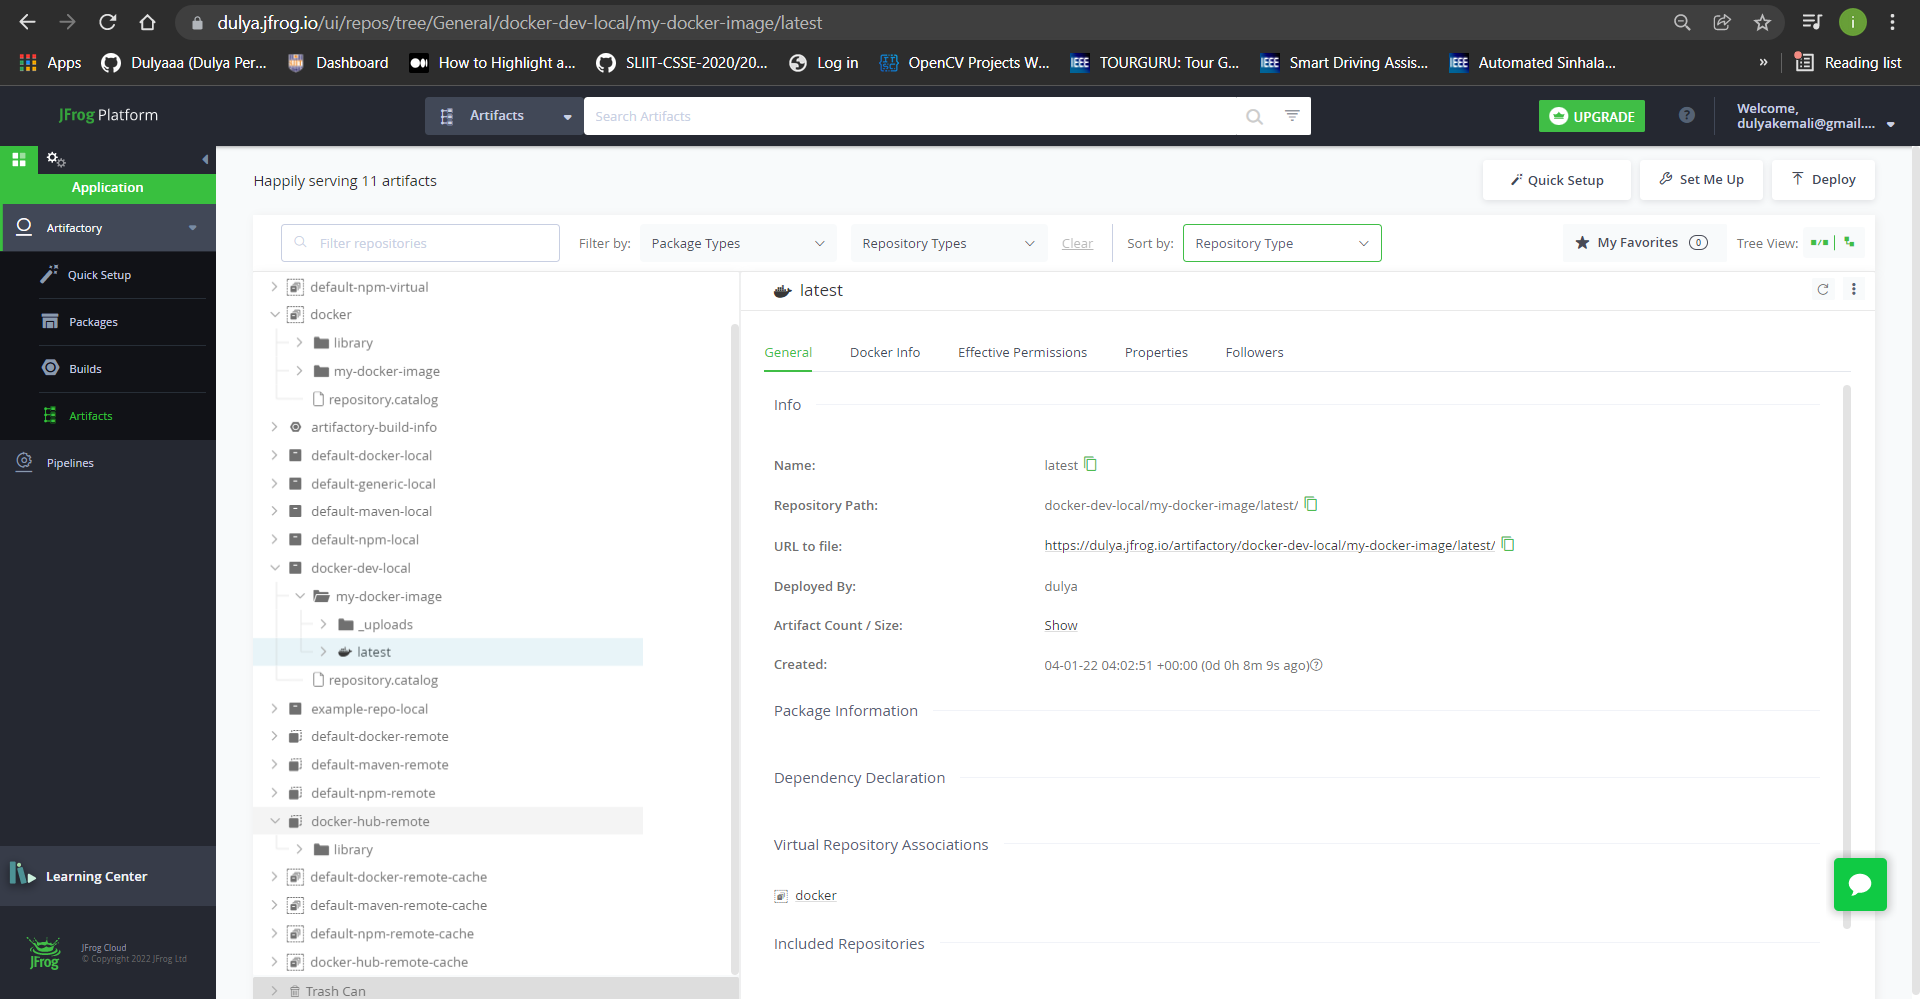 dulya.jfrog.io/ui/repos/tree/General/docker-dev-local/my-docker-image/latest
i
Apps
Dulyaaa (Dulya Per...
Dashboard
How to Highlight a...
SLIIT-CSSE-2020/20...
Log in
OpenCV Projects W...
IEEE
TOURGURU: Tour G...
IEEE
Smart Driving Assis...
IEEE
Automated Sinhala...
»
Reading list
JFrog Platform
Artifacts
Search Artifacts
UPGRADE
?
Welcome,
dulyakemali@gmail....
Application
Artifactory
Quick Setup
Packages
Builds
Artifacts
Pipelines
Learning Center
JFrog
JFrog Cloud
© Copyright 2022 JFrog Ltd
Happily serving 11 artifacts
Quick Setup
Set Me Up
Deploy
Filter repositories
Filter by:
Package Types
Repository Types
Clear
Sort by:
Repository Type
My Favorites 0
Tree View:
default-npm-virtual
docker
library
my-docker-image
repository.catalog
artifactory-build-info
default-docker-local
default-generic-local
default-maven-local
default-npm-local
docker-dev-local
my-docker-image
_uploads
latest
repository.catalog
example-repo-local
default-docker-remote
default-maven-remote
default-npm-remote
docker-hub-remote
library
default-docker-remote-cache
default-maven-remote-cache
default-npm-remote-cache
docker-hub-remote-cache
Trash Can
latest
General
Docker Info
Effective Permissions
Properties
Followers
Info
Name: latest
Repository Path: docker-dev-local/my-docker-image/latest/
URL to file: https://dulya.jfrog.io/artifactory/docker-dev-local/my-docker-image/latest/
Deployed By: dulya
Artifact Count / Size: Show
Created: 04-01-22 04:02:51 +00:00 (0d 0h 8m 9s ago)?
Package Information
Dependency Declaration
Virtual Repository Associations
docker
Included Repositories